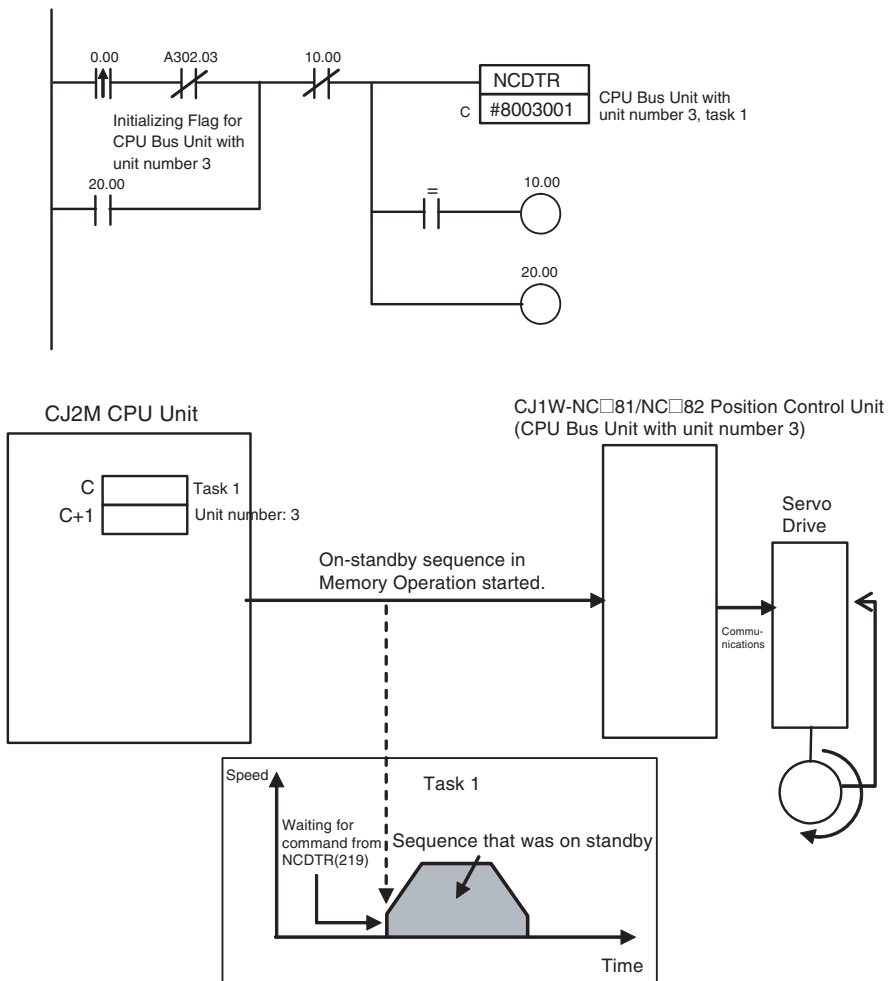 0.00
A302.03
10.00
NCDTR
C
#8003001
CPU Bus Unit with
unit number 3, task 1
Initializing Flag for
CPU Bus Unit with
unit number 3
20.00
=
10.00
20.00
CJ2M CPU Unit
CJ1W-NC□81/NC□82 Position Control Unit
(CPU Bus Unit with unit number 3)
C
Task 1
C+1
Unit number: 3
Servo
Drive
On-standby sequence in
Memory Operation started.
Commu-
nications
Speed
Task 1
Waiting for
command from
NCDTR(219)
Sequence that was on standby
Time